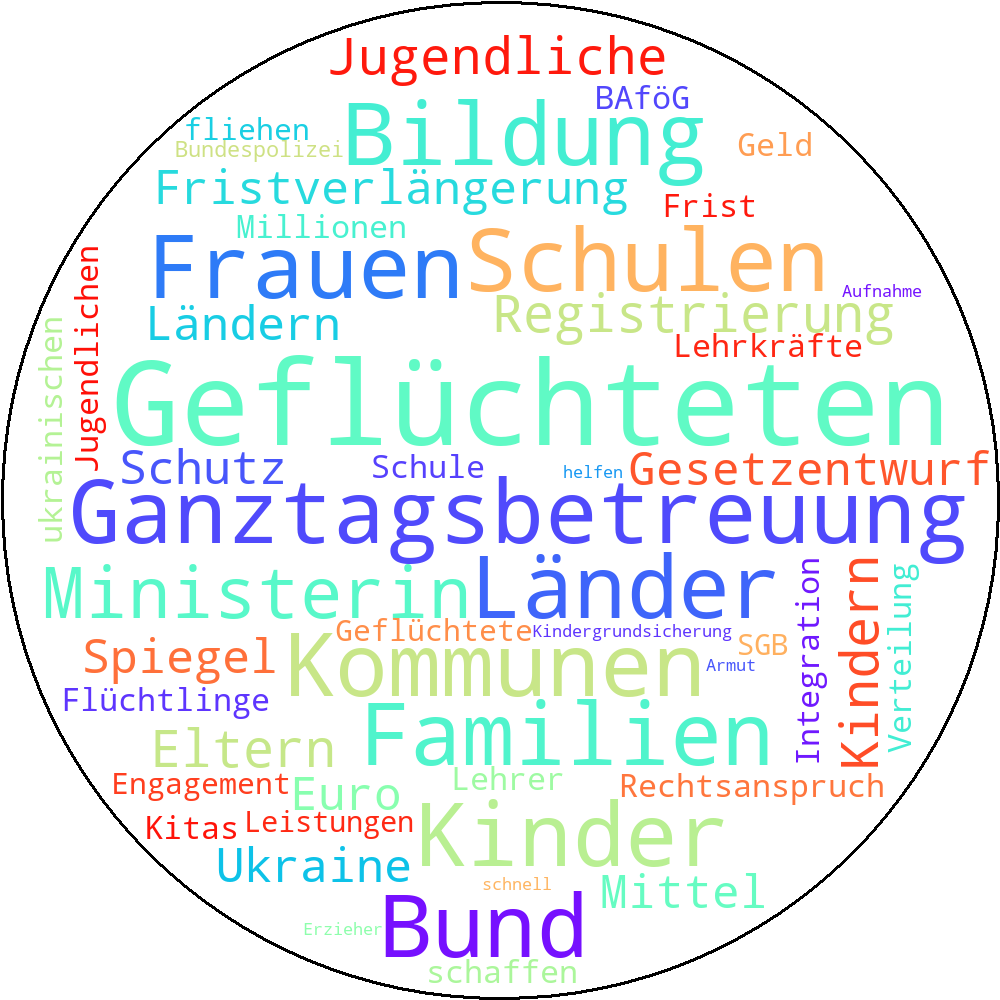 Jugendliche
BAföG
Bildung
fliehen
Bundespolizei
Geld
Fristverlängerung
Frist
Millionen
Frauen
Schulen
Aufnahme
Ländern
Registrierung
Lehrkräfte
Jugendlichen
ukrainischen
Geflüchteten
Schutz
Schule
helfen
Gesetzentwurf
Ganztagsbetreuung
Ministerin
Länder
Integration
Kindern
Verteilung
Geflüchtete
Kindergrundsicherung
SGB
Spiegel
Kommunen
Armut
Flüchtlinge
Familien
Eltern
Engagement
Euro
Lehrer
Rechtsanspruch
Kitas
Leistungen
Kinder
Ukraine
schnell
Mittel
Bund
Erzieher
schaffen